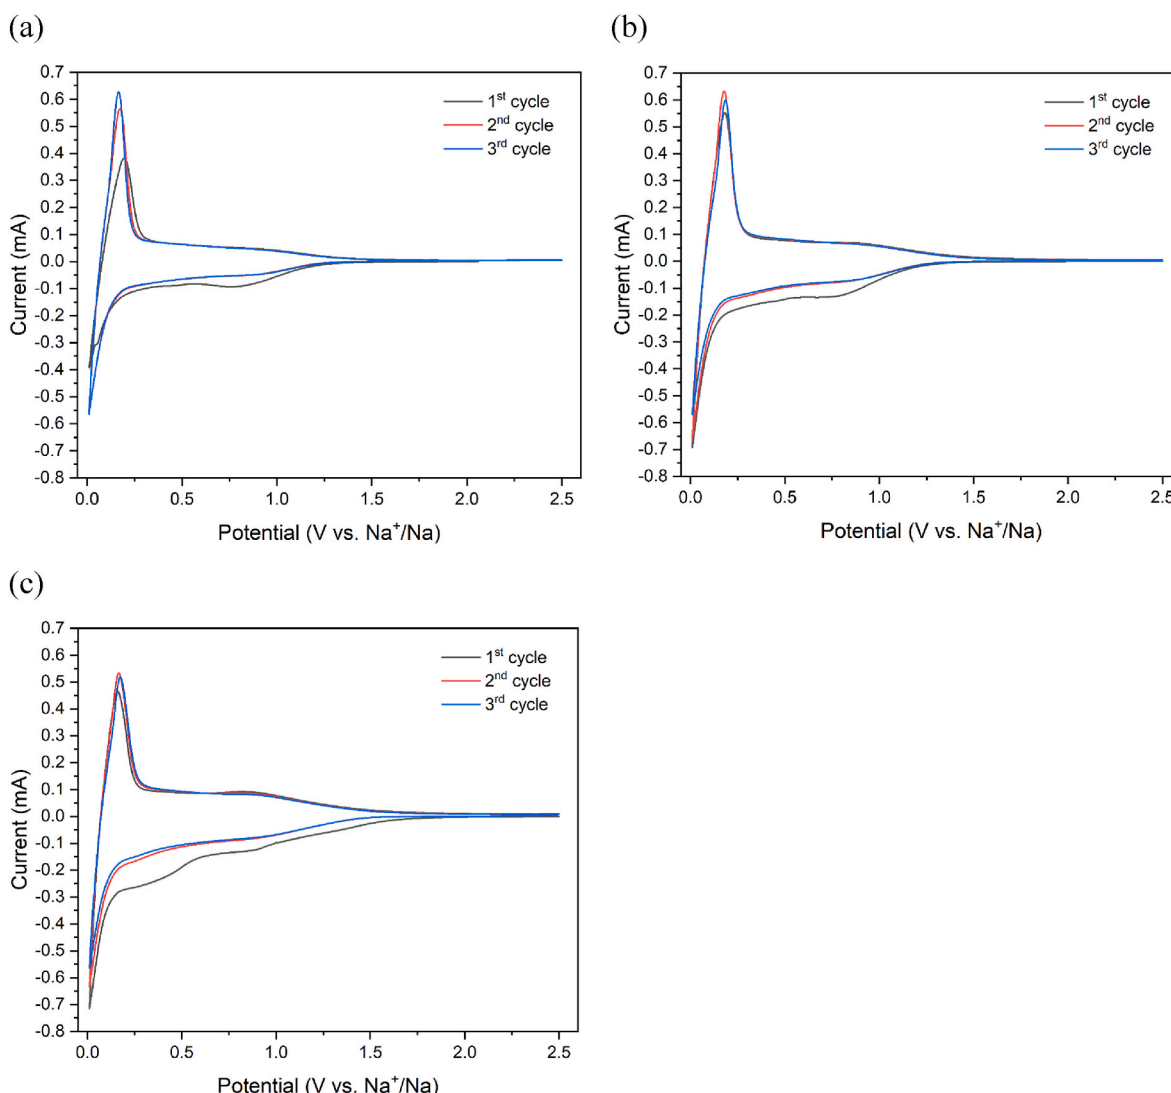 (a)
0.7
0.6
0.5
0.4
0.3
0.2
0.1
0.0
-0.1
-0.2
-0.3
-0.4
-0.5
-0.6
-0.7
-0.8
Current (mA)
1st cycle
2nd cycle
3rd cycle
0.0 0.5 1.0 1.5 2.0 2.5
Potential (V vs. Na+/Na)
(b)
0.7
0.6
0.5
0.4
0.3
0.2
0.1
0.0
-0.1
-0.2
-0.3
-0.4
-0.5
-0.6
-0.7
-0.8
Current (mA)
1st cycle
2nd cycle
3rd cycle
0.0 0.5 1.0 1.5 2.0 2.5
Potential (V vs. Na+/Na)
(c)
0.7
0.6
0.5
0.4
0.3
0.2
0.1
0.0
-0.1
-0.2
-0.3
-0.4
-0.5
-0.6
-0.7
-0.8
Current (mA)
1st cycle
2nd cycle
3rd cycle
0.0 0.5 1.0 1.5 2.0 2.5
Potential (V vs. Na+/Na)